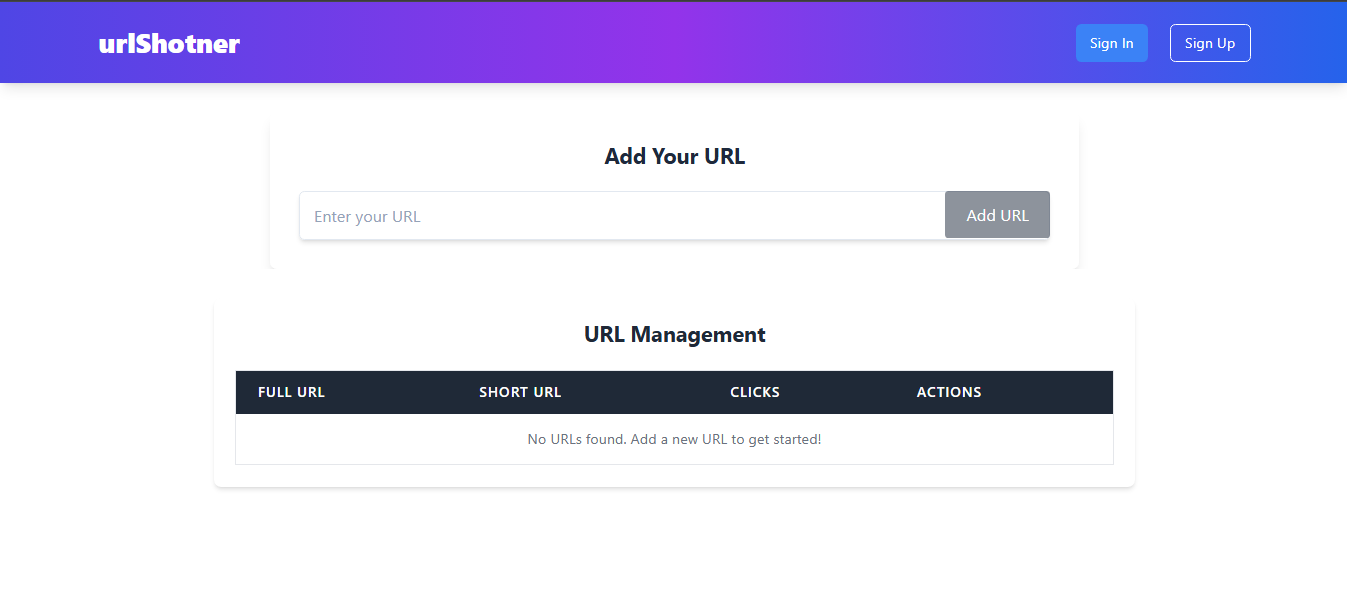 urlShotner Sign In Sign Up
Add Your URL
Enter your URL Add URL
URL Management
FULL URL SHORT URL CLICKS ACTIONS
No URLs found. Add a new URL to get started!